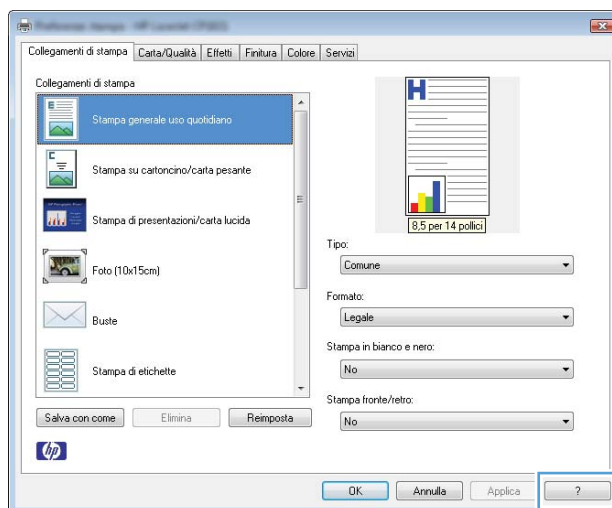 Collegamenti di stampa Carta/Qualità Effetti Finitura Colore Servizi
Collegamenti di stampa
Stampa generale uso quotidiano
Stampa su cartoncino/carta pesante
Stampa di presentazioni/carta lucida
Foto (10x15cm)
Buste
Stampa di etichette
Salva con come Elimina Reimposta
H
8,5 per 14 pollici
Tipo:
Comune
Formato:
Legale
Stampa in bianco e nero:
No
Stampa fronte/retro:
No
hp
OK Annulla Applica ?